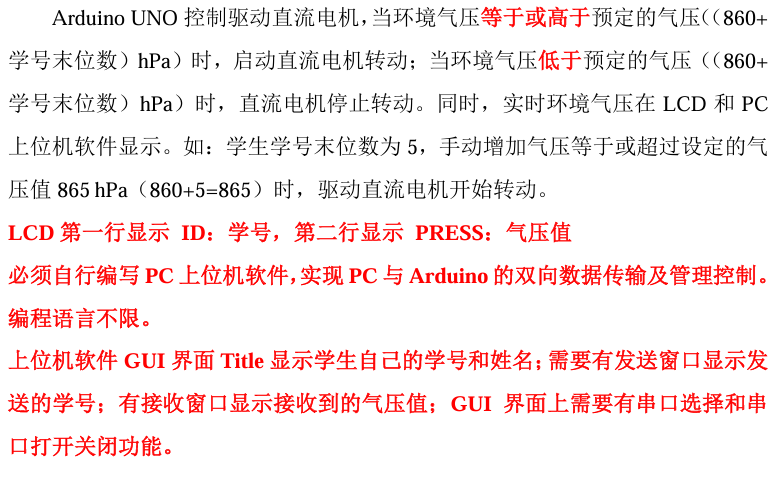 Arduino UNO 控制驱动直流电机，当环境气压等于或高于预定的气压（（860+
学号末位数）hPa）时，启动直流电机转动；当环境气压低于预定的气压（（860+
学号末位数）hPa）时，直流电机停止转动。同时，实时环境气压在 LCD 和 PC
上位机软件显示。如：学生学号末位数为 5，手动增加气压等于或超过设定的气
压值 865 hPa（860+5=865）时，驱动直流电机开始转动。
LCD 第一行显示 ID：学号，第二行显示 PRESS：气压值
必须自行编写 PC 上位机软件，实现 PC 与 Arduino 的双向数据传输及管理控制。
编程语言不限。
上位机软件 GUI 界面 Title 显示学生自己的学号和姓名；需要有发送窗口显示发
送的学号；有接收窗口显示接收到的气压值；GUI 界面上需要有串口选择和串
口打开关闭功能。